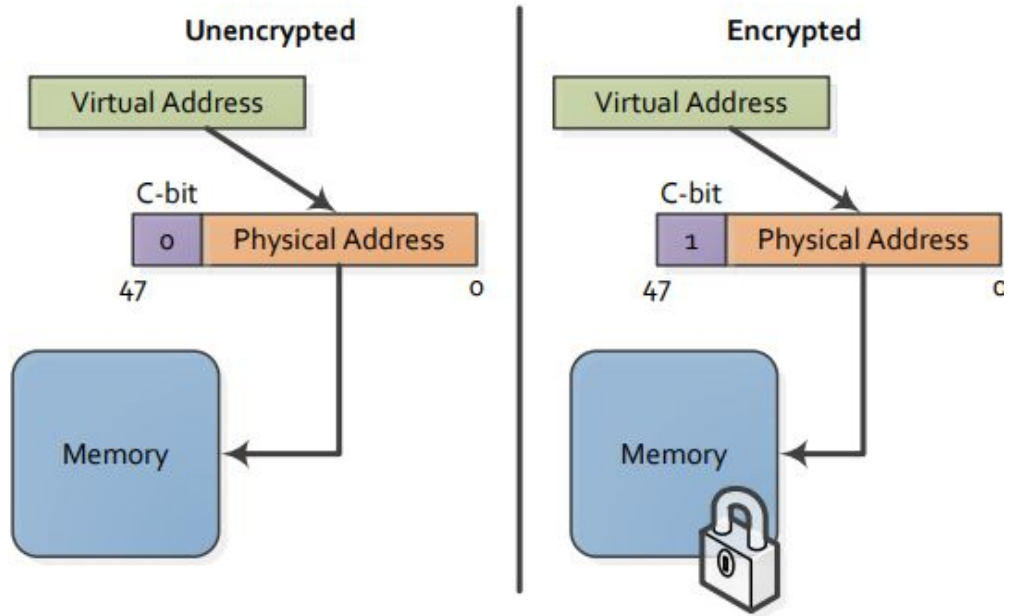 Unencrypted
Virtual Address
C-bit
0 Physical Address
47 0
Memory
Encrypted
Virtual Address
C-bit
1 Physical Address
47 0
Memory